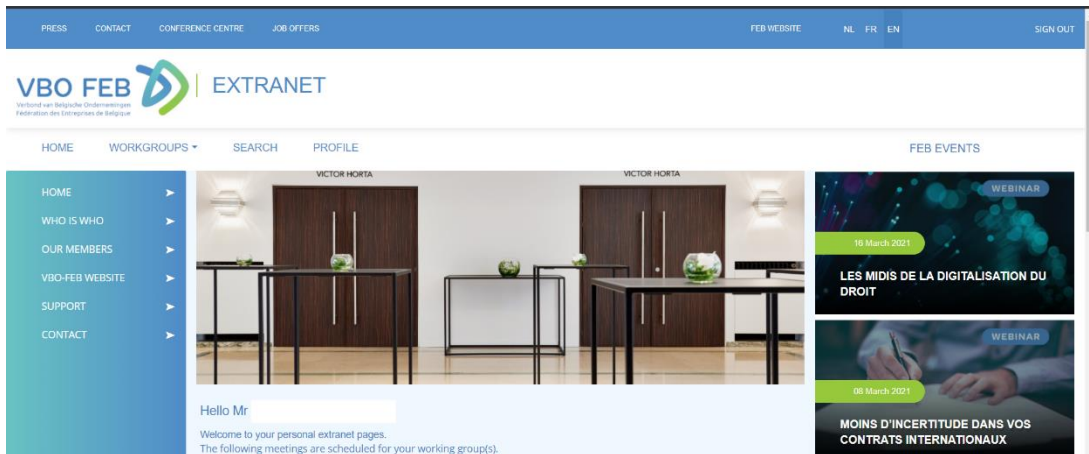 PRESS CONTACT CONFERENCE CENTRE JOB OFFERS FEB WEBSITE NL FR EN SIGN OUT
VBO FEB
Verbond van Belgische Ondernemingen
Fédération des Entreprises de Belgique
EXTRANET
HOME WORKGROUPS SEARCH PROFILE FEB EVENTS
HOME
WHO IS WHO
OUR MEMBERS
VBO-FEB WEBSITE
SUPPORT
CONTACT
VICTOR HORTA VICTOR HORTA
Hello Mr
Welcome to your personal extranet pages.
The following meetings are scheduled for your working group(s).
WEBINAR
16 March 2021
LES MIDIS DE LA DIGITALISATION DU
DROIT
WEBINAR
08 March 2021
MOINS D'INCERTITUDE DANS VOS
CONTRATS INTERNATIONAUX